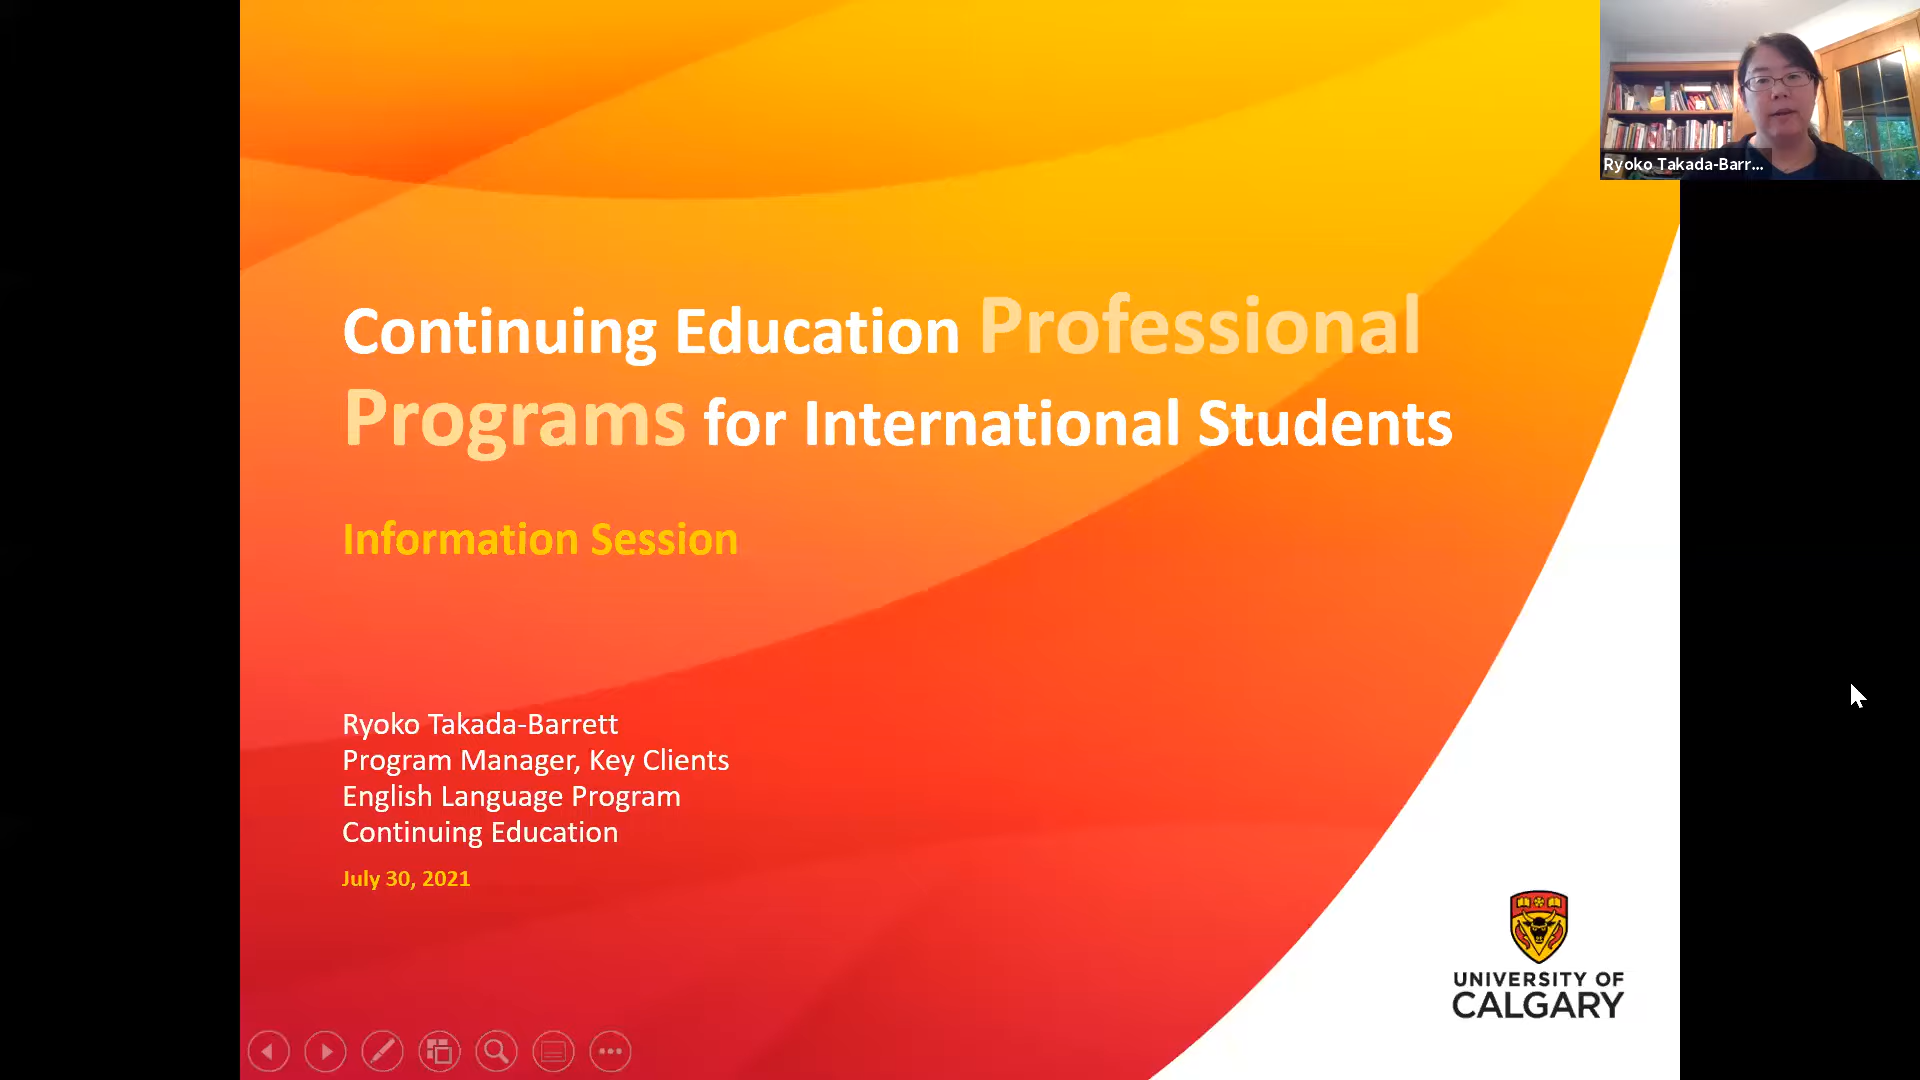 Continuing Education Professional
Programs for International Students
Information Session
Ryoko Takada-Barrett
Program Manager, Key Clients
English Language Program
Continuing Education
July 30, 2021
UNIVERSITY OF
CALGARY
Ryoko Takada-Barr...